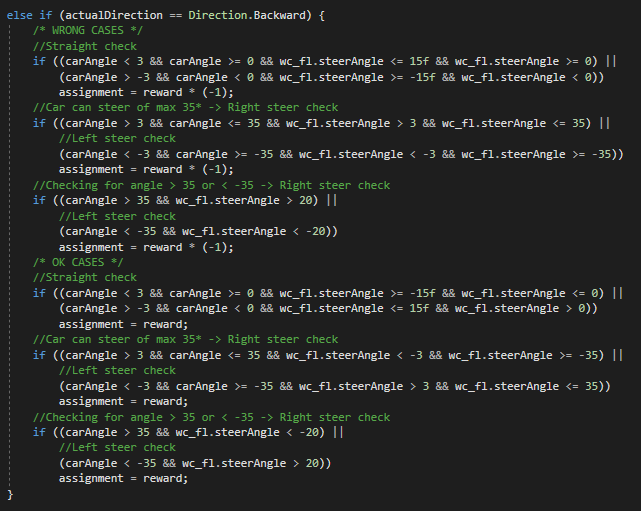 else if (actualDirection == Direction.Backward) {
/* WRONG CASES */
//Straight check
if ((carAngle < 3 && carAngle >= 0 && wc_fl.steerAngle <= 15f && wc_fl.steerAngle >= 0) ||
(carAngle > -3 && carAngle < 0 && wc_fl.steerAngle >= -15f && wc_fl.steerAngle < 0))
assignment = reward * (-1);
//Car can steer of max 35* -> Right steer check
if ((carAngle > 3 && carAngle <= 35 && wc_fl.steerAngle > 3 && wc_fl.steerAngle <= 35) ||
//Left steer check
(carAngle < -3 && carAngle >= -35 && wc_fl.steerAngle < -3 && wc_fl.steerAngle >= -35))
assignment = reward * (-1);
//Checking for angle > 35 or < -35 -> Right steer check
if ((carAngle > 35 && wc_fl.steerAngle > 20) ||
//Left steer check
(carAngle < -35 && wc_fl.steerAngle < -20))
assignment = reward * (-1);
/* OK CASES */
//Straight check
if ((carAngle < 3 && carAngle >= 0 && wc_fl.steerAngle >= -15f && wc_fl.steerAngle <= 0) ||
(carAngle > -3 && carAngle < 0 && wc_fl.steerAngle <= 15f && wc_fl.steerAngle > 0))
assignment = reward;
//Car can steer of max 35* -> Right steer check
if ((carAngle > 3 && carAngle <= 35 && wc_fl.steerAngle < -3 && wc_fl.steerAngle >= -35) ||
//Left steer check
(carAngle < -3 && carAngle >= -35 && wc_fl.steerAngle > 3 && wc_fl.steerAngle <= 35))
assignment = reward;
//Checking for angle > 35 or < -35 -> Right steer check
if ((carAngle > 35 && wc_fl.steerAngle < -20) ||
//Left steer check
(carAngle < -35 && wc_fl.steerAngle > 20))
assignment = reward;
}